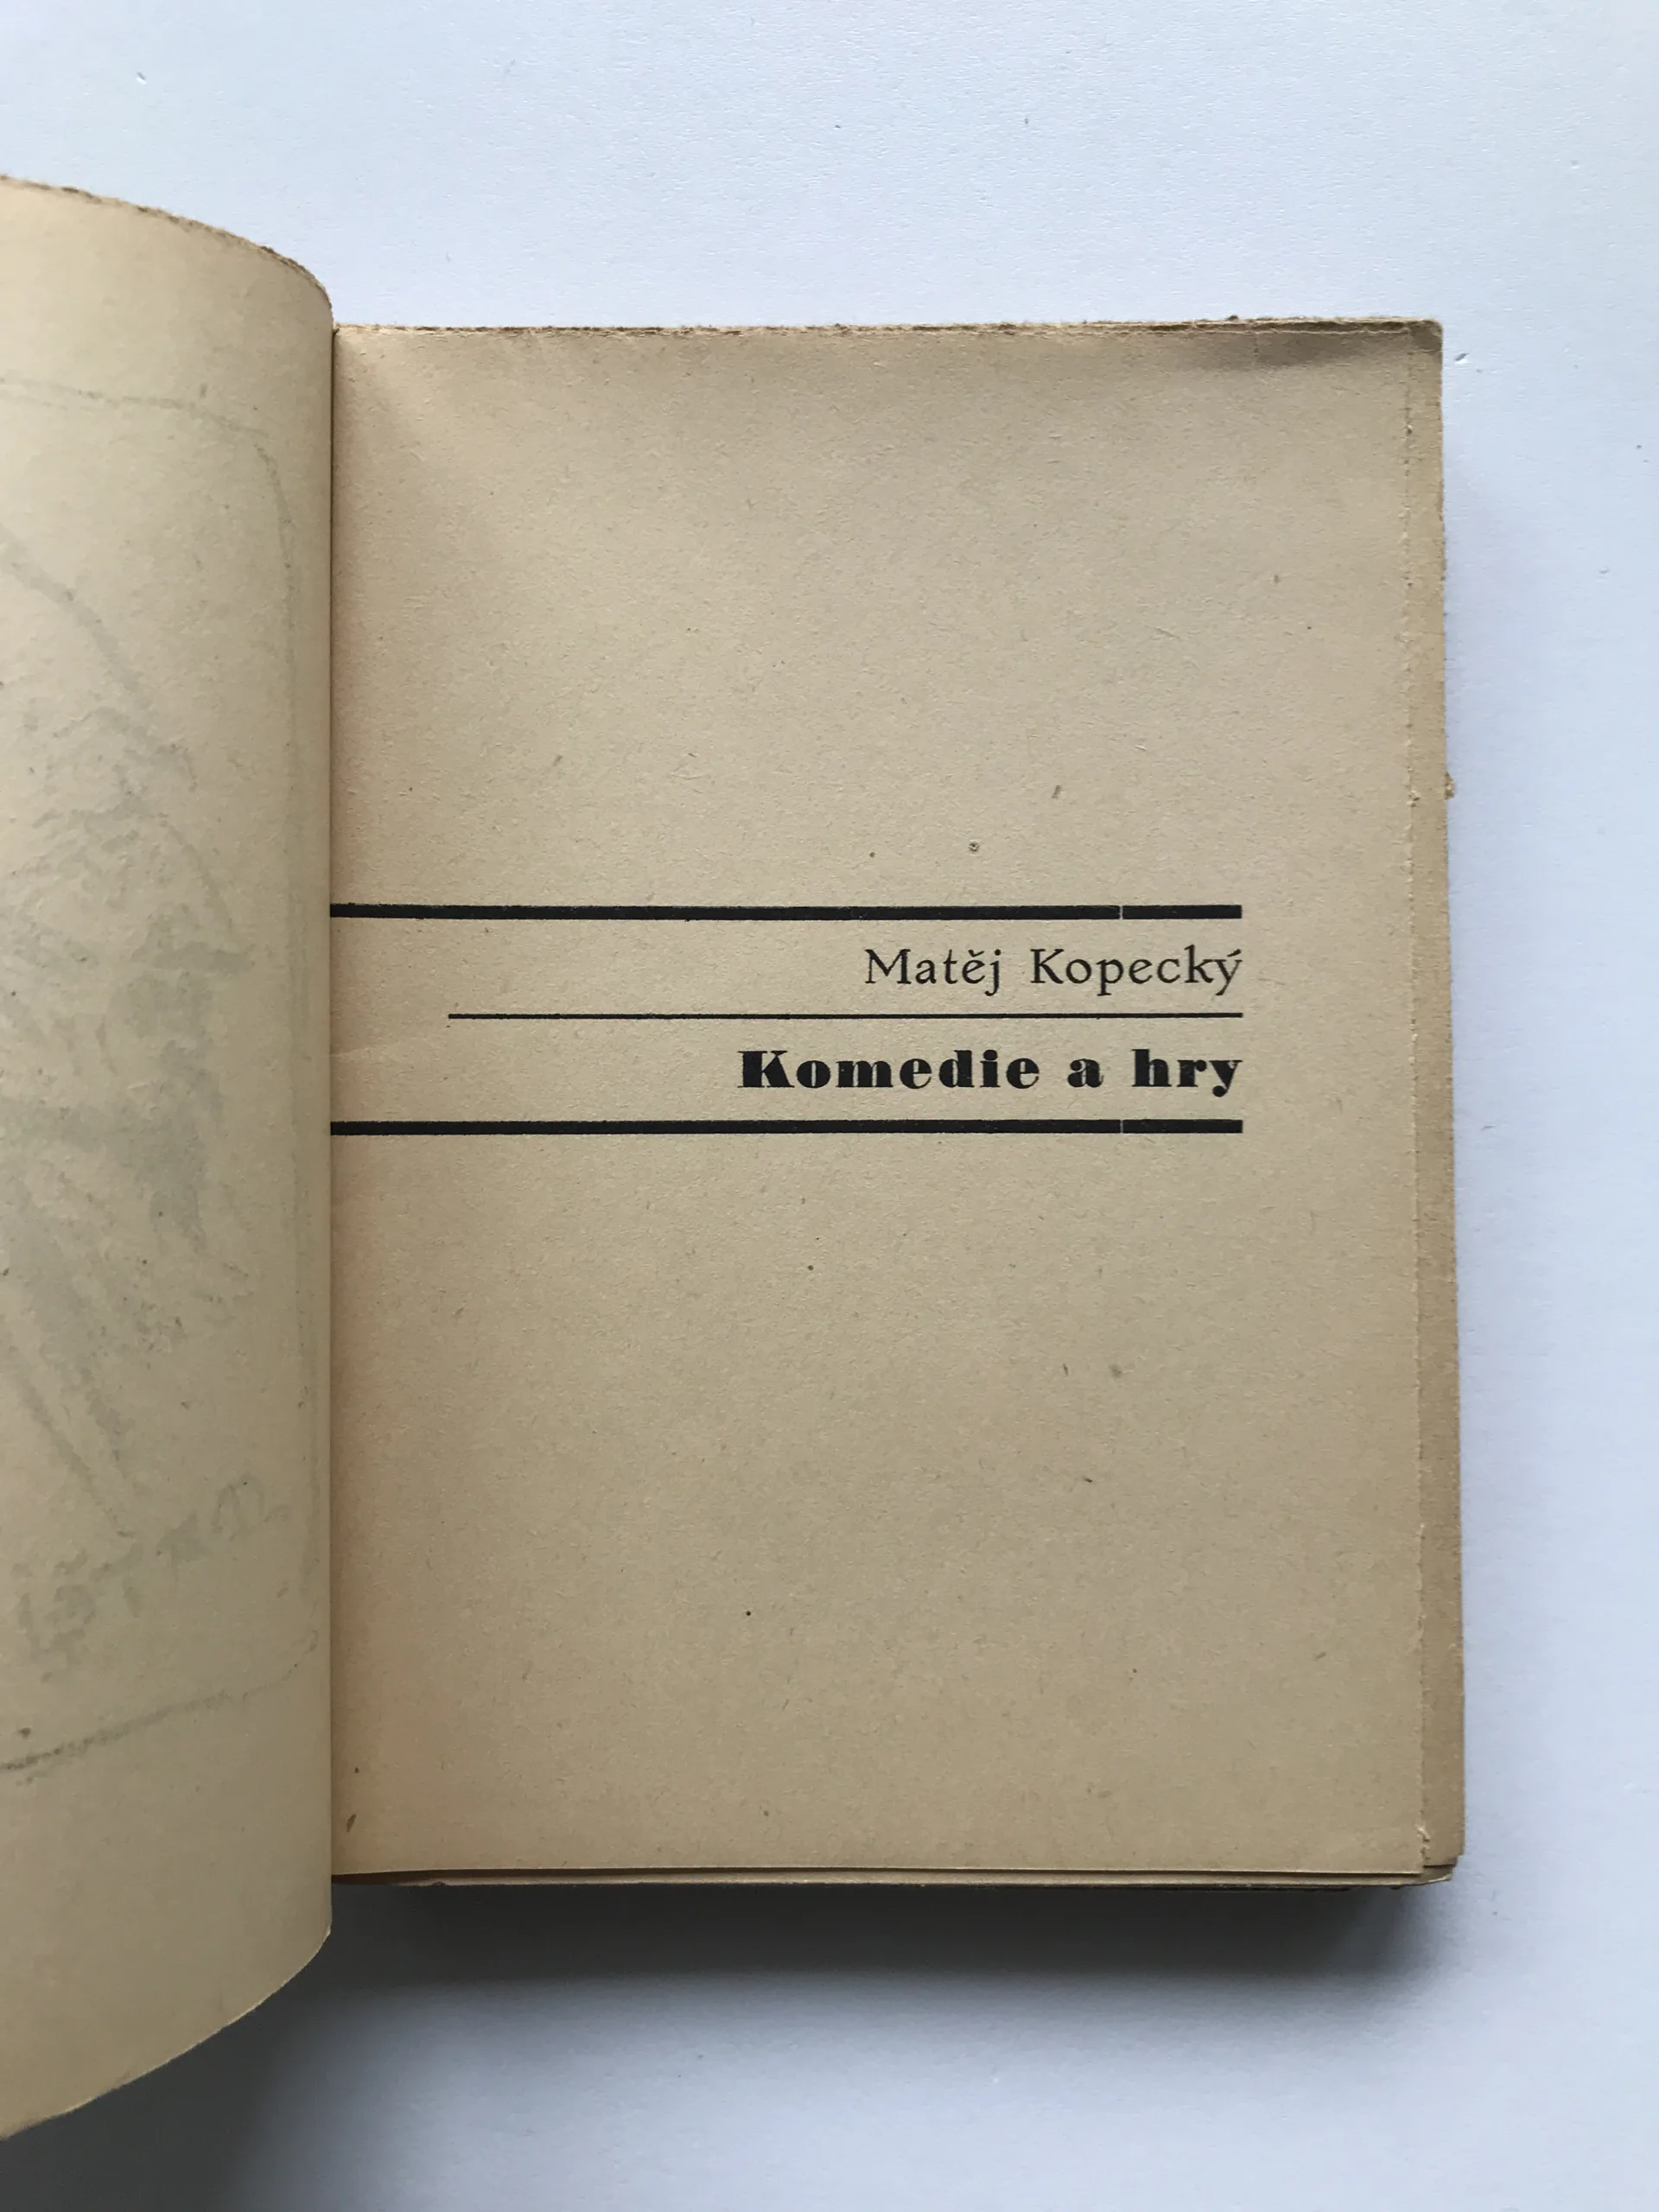 Matěj Kopecký
Komedie a hry